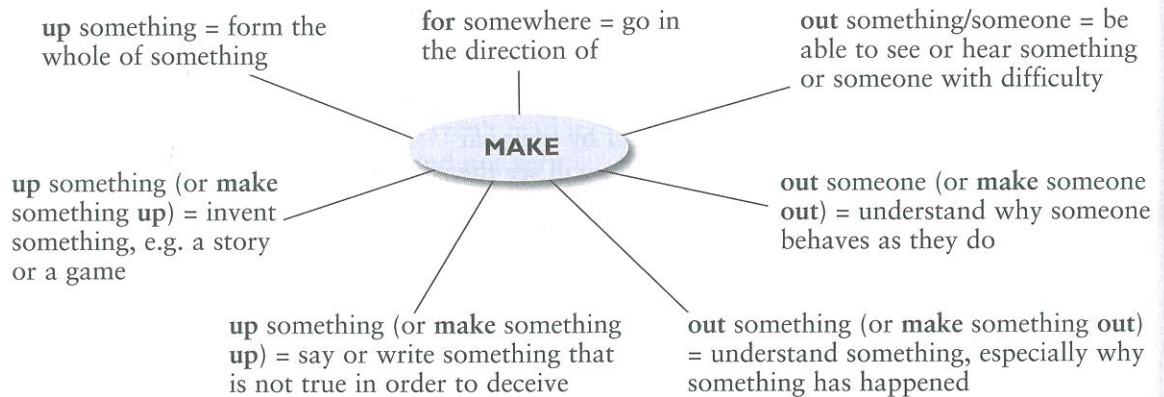 up something = form the
whole of something
for somewhere = go in
the direction of
out something/someone = be
able to see or hear something
or someone with difficulty
MAKE
up something (or make
something up) = invent
something, e.g. a story
or a game
out someone (or make someone
out) = understand why someone
behaves as they do
up something (or make something
up) = say or write something that
is not true in order to deceive
out something (or make something out)
= understand something, especially why
something has happened